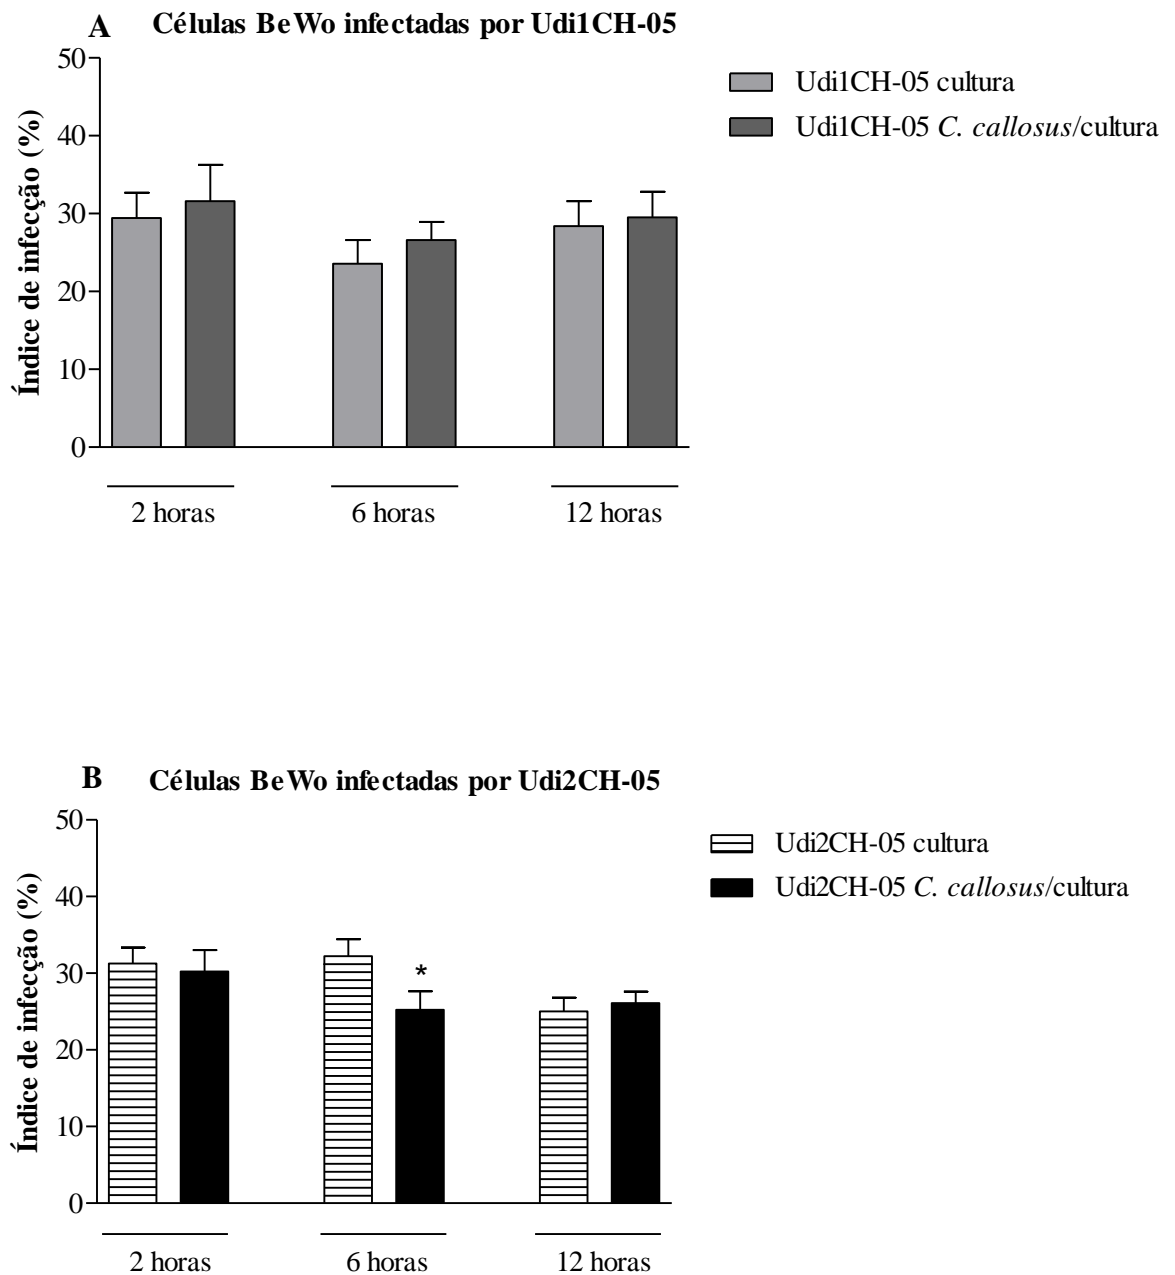 A Células BeWo infectadas por Udi1CH-05
50
40
30
20
10
0
Índice de infecção (%)
Udi1CH-05 cultura
Udi1CH-05 C. callosus/cultura
2 horas 6 horas 12 horas
B Células BeWo infectadas por Udi2CH-05
50
40
30
20
10
0
Índice de infecção (%)
Udi2CH-05 cultura
Udi2CH-05 C. callosus/cultura
*
2 horas 6 horas 12 horas